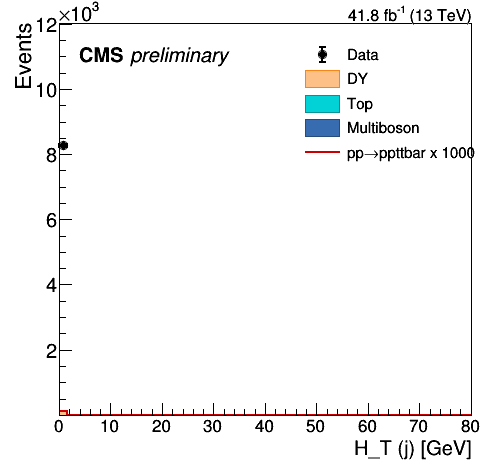 ×10³
41.8 fb⁻¹ (13 TeV)
Events
CMS preliminary
Data
DY
Top
Multiboson
pp→ppttbar x 1000
12
10
8
6
4
2
0 10 20 30 40 50 60 70 80
H_T (j) [GeV]